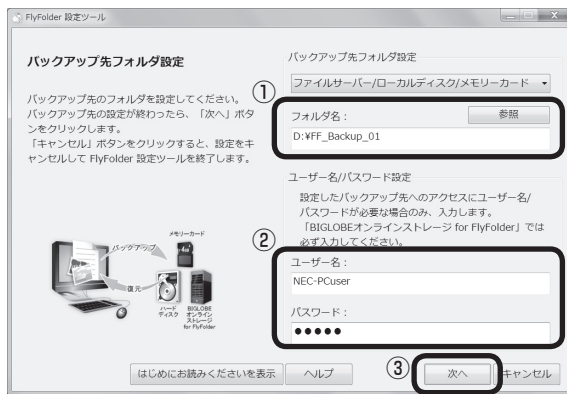 FlyFolder 設定ツール
バックアップ先フォルダ設定
バックアップ先のフォルダを設定してください。
バックアップ先の設定が終わったら、「次へ」ボタ
ンをクリックします。
「キャンセル」ボタンをクリックすると、設定をキ
ャンセルして FlyFolder 設定ツールを終了します。
メモリーカード
バックアップ
復元
ハード
ディスク
BIGLOBE
オンライン
ストレージ
for FlyFolder
バックアップ先フォルダ設定
ファイルサーバー/ローカルディスク/メモリーカード
①
フォルダ名：
参照
D:¥FF_Backup_01
ユーザー名/パスワード設定
設定したバックアップ先へのアクセスにユーザー名/
パスワードが必要な場合のみ、入力します。
「BIGLOBEオンラインストレージ for FlyFolder」では
必ず入力してください。
②
ユーザー名：
NEC-PCuser
パスワード：
●●●●●
はじめにお読みくださいを表示
ヘルプ
③
次へ
キャンセル